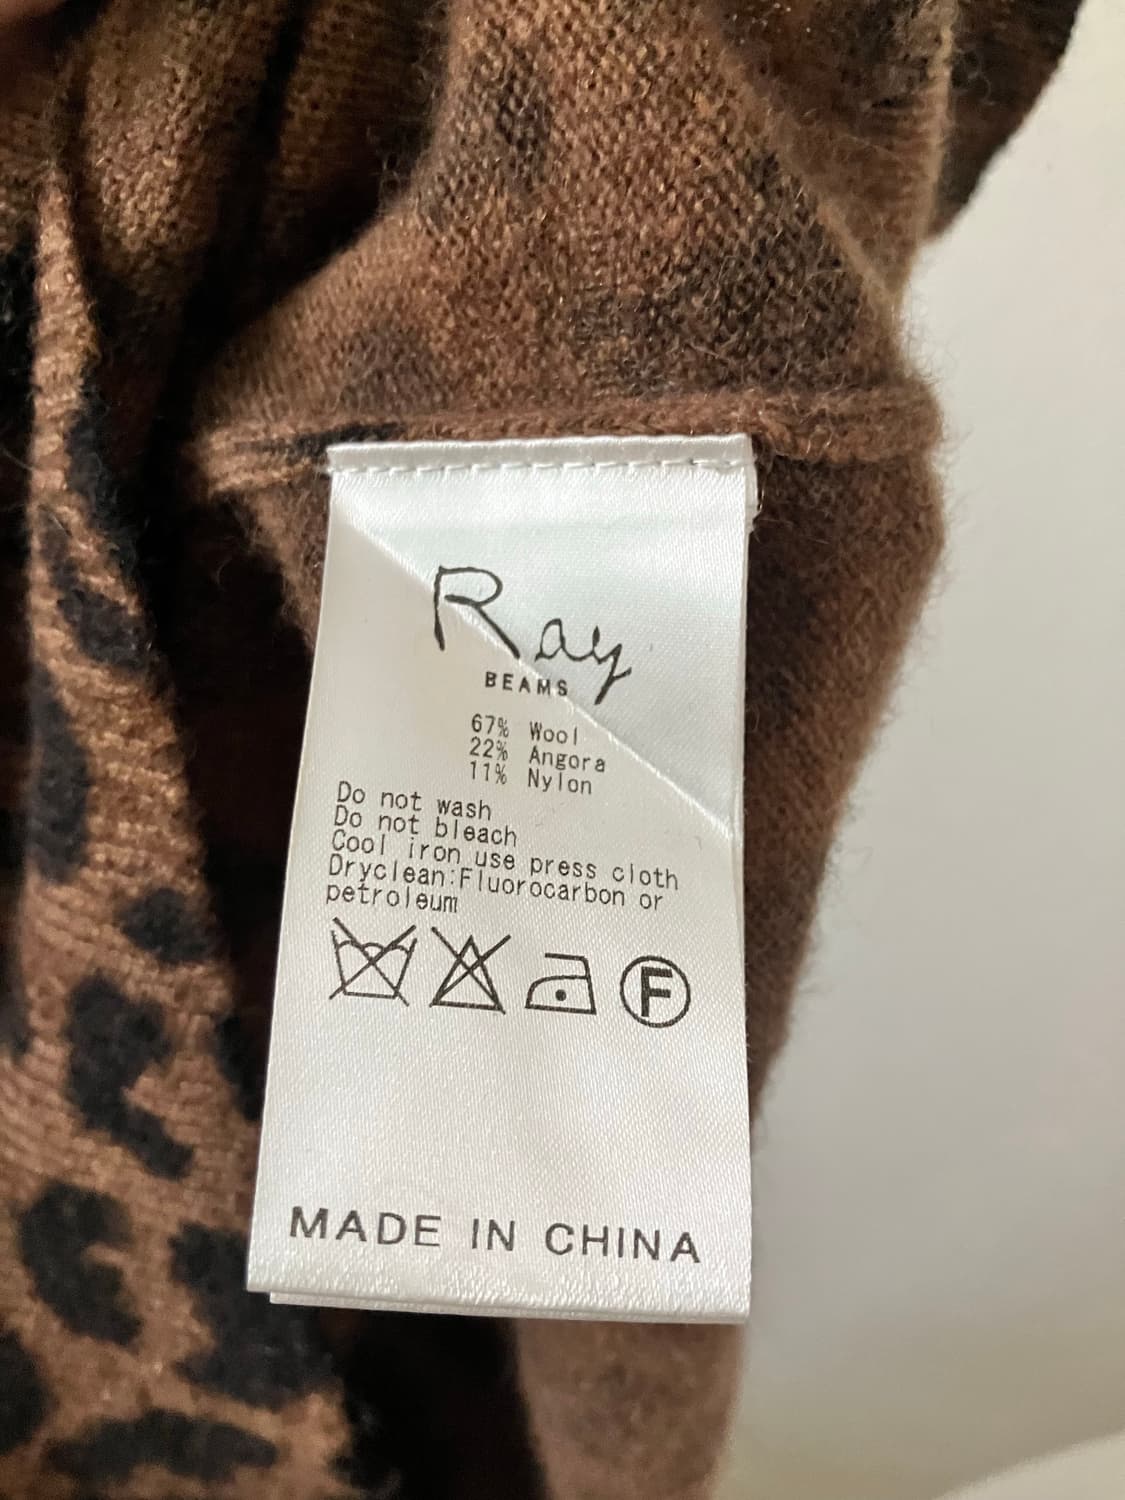 Ray
BEAMS
67% Wool
22% Angora
11% Nylon
Do not wash
Do not bleach
Cool iron use press cloth
Dryclean:Fluorocarbon or
petroleum
F
MADE IN CHINA